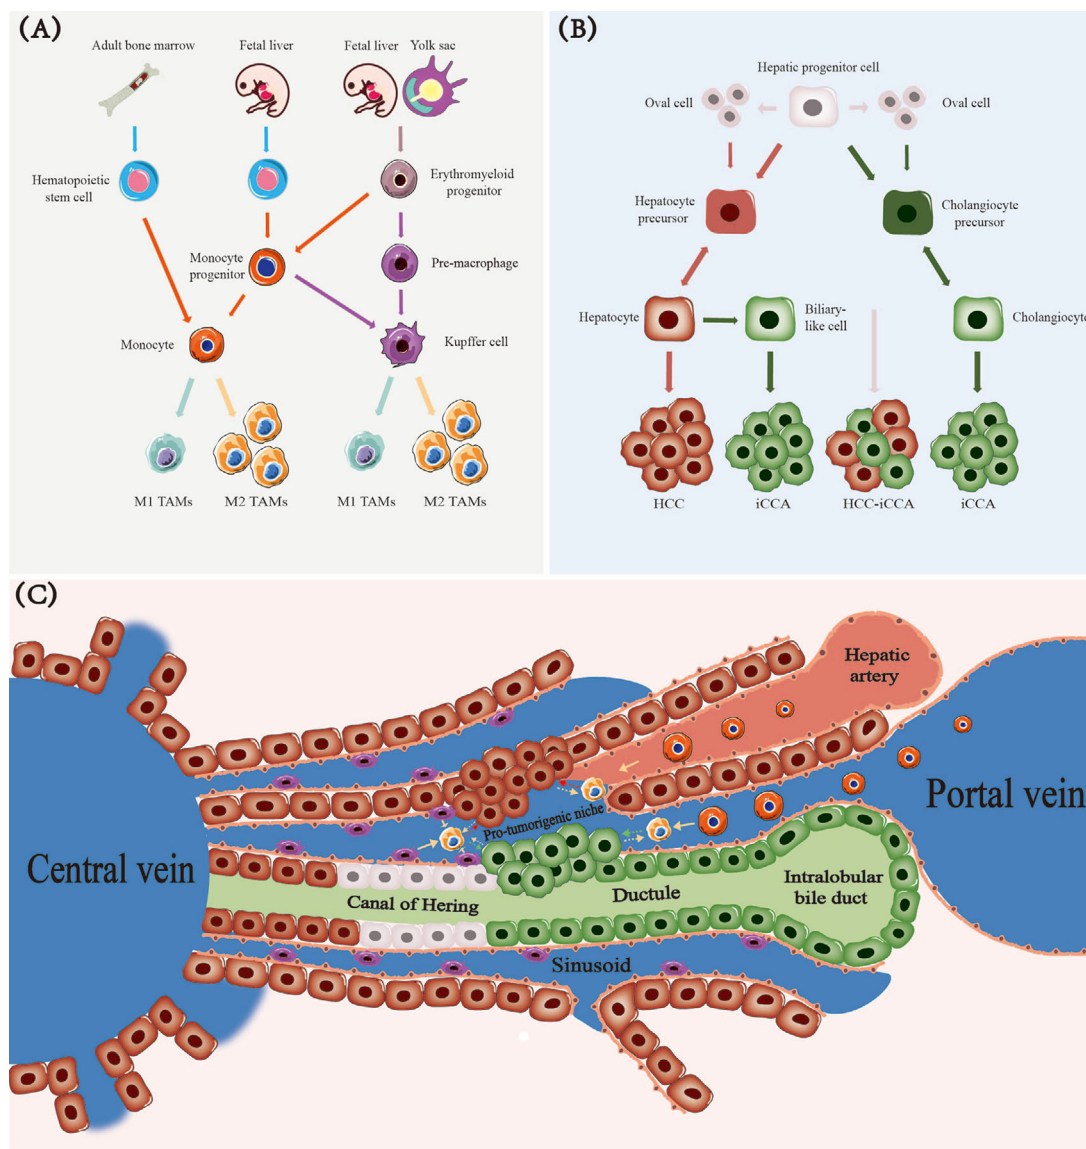 (A)
Adult bone marrow
Fetal liver
Fetal liver
Yolk sac
Hematopoietic
stem cell
Erythromyeloid
progenitor
Monocyte
progenitor
Pre-macrophage
Monocyte
Kupffer cell
M1 TAMs
M2 TAMs
M1 TAMs
M2 TAMs
(B)
Hepatic progenitor cell
Oval cell
Oval cell
Hepatocyte
precursor
Cholangiocyte
precursor
Hepatocyte
Biliary-
like cell
Cholangiocyte
HCC
iCCA
HCC-iCCA
iCCA
(C)
Hepatic
artery
Portal vein
Pro-tumorigenic niche
Central vein
Canal of Hering
Ductule
Intralobular
bile duct
Sinusoid